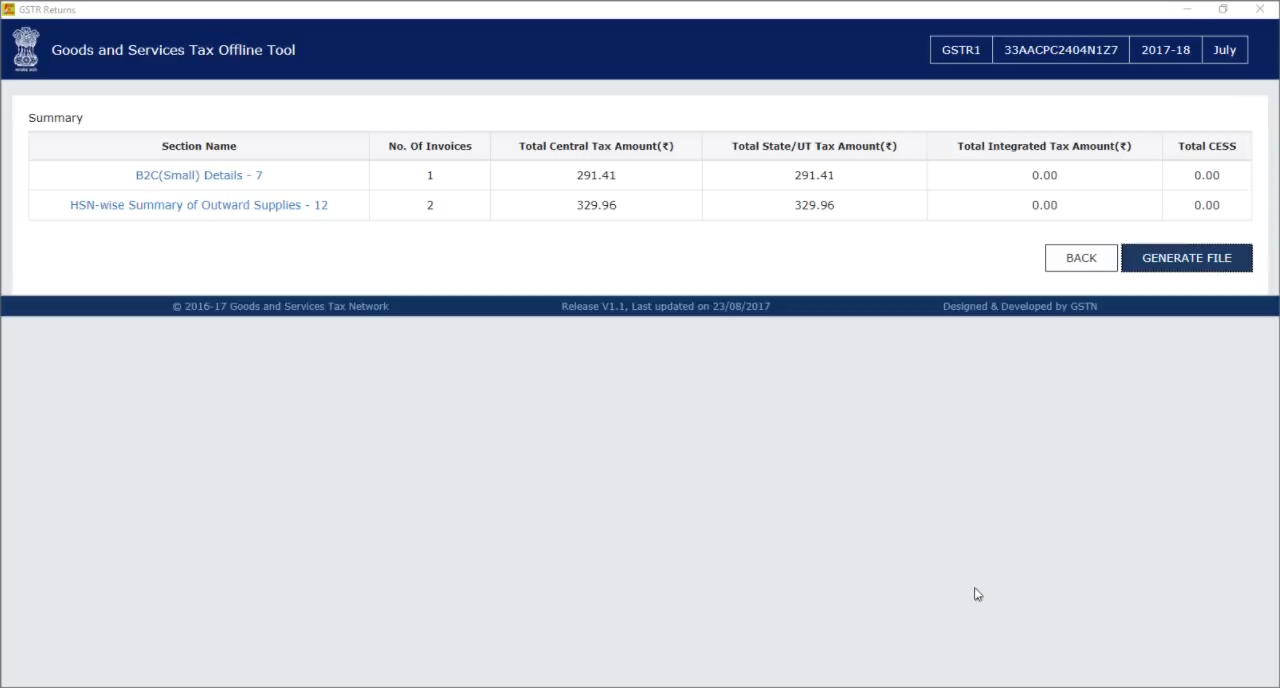 GSTR Returns
Goods and Services Tax Offline Tool GSTR1 33AACPC2404N1Z7 2017-18 July
Summary
Section Name No. Of Invoices Total Central Tax Amount(₹) Total State/UT Tax Amount(₹) Total Integrated Tax Amount(₹) Total CESS
B2C(Small) Details - 7 1 291.41 291.41 0.00 0.00
HSN-wise Summary of Outward Supplies - 12 2 329.96 329.96 0.00 0.00
BACK GENERATE FILE
© 2016-17 Goods and Services Tax Network Release V1.1, Last updated on 23/08/2017 Designed & Developed by GSTN